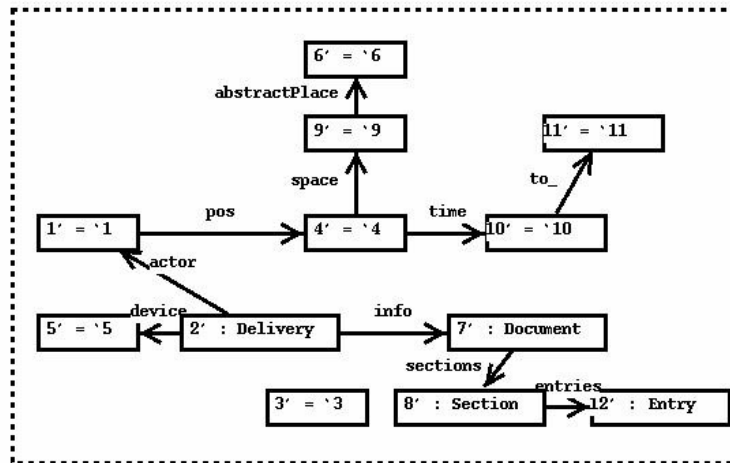 6′ = `6
abstractPlace
9′ = `9
11′ = `11
space
to_
pos
time
1′ = `1
4′ = `4
10′ = `10
actor
device
info
5′ = `5
2′ : Delivery
7′ : Document
sections
entries
3′ = `3
8′ : Section
12′ : Entry